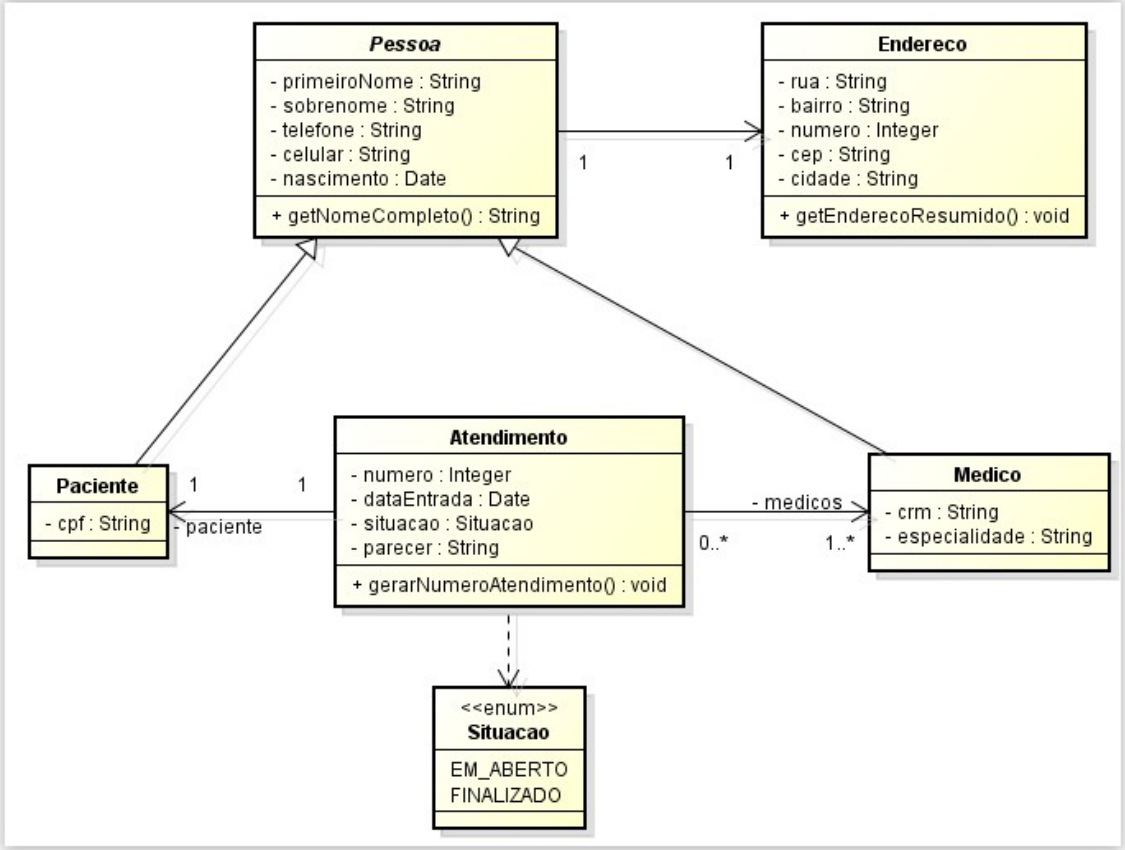 Pessoa
- primeiroNome : String
- sobrenome : String
- telefone : String
- celular : String
- nascimento : Date
+ getNomeCompleto() : String
Endereco
- rua : String
- bairro : String
- numero : Integer
- cep : String
- cidade : String
+ getEnderecoResumido() : void
1
1
Paciente
- cpf : String
1
1
- paciente
Atendimento
- numero : Integer
- dataEntrada : Date
- situacao : Situacao
- parecer : String
+ gerarNumeroAtendimento() : void
- medicos
0..*
1..*
Medico
- crm : String
- especialidade : String
<<enum>>
Situacao
EM_ABERTO
FINALIZADO